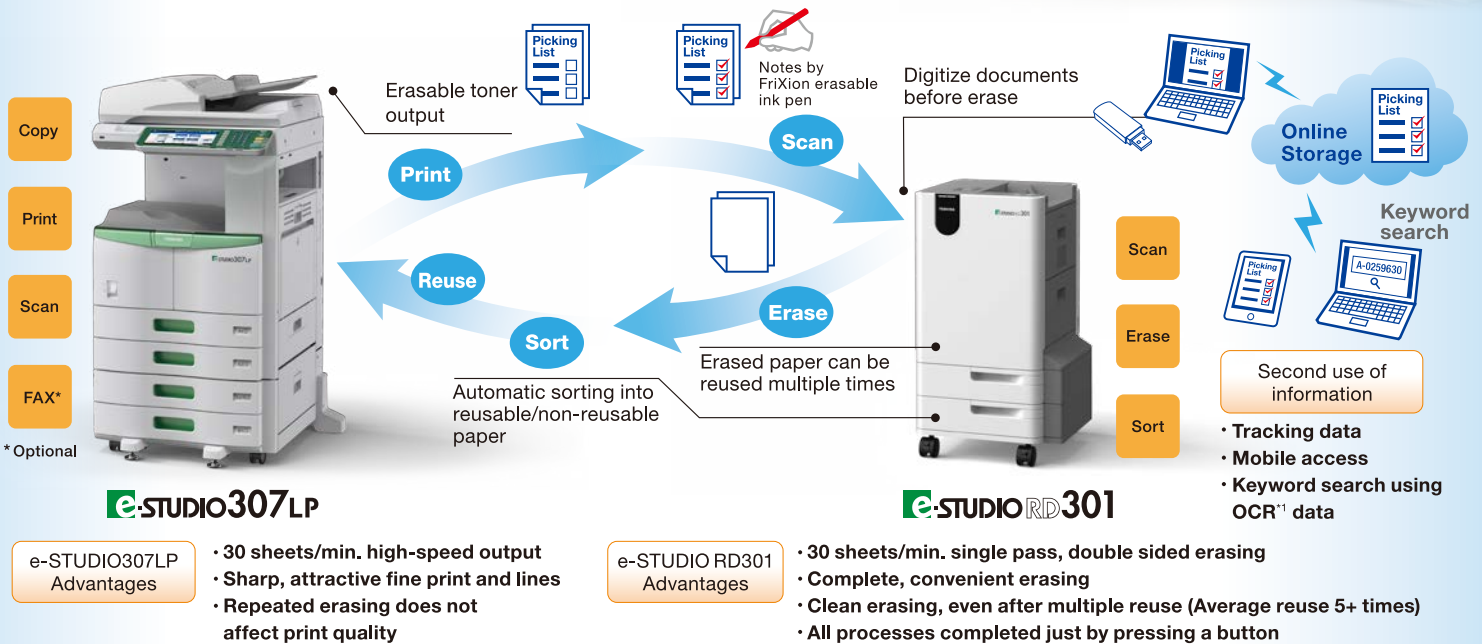 Copy
Print
Scan
FAX*
* Optional
Erasable toner
output
Picking
List
Picking
List
Notes by
FriXion erasable
ink pen
Print
Scan
Reuse
Sort
Erase
Digitize documents
before erase
Picking
List
Online
Storage
Picking
List
Keyword
search
Picking
List
A-0259630
e-STUDIO307LP
e-STUDIO RD301
TOSHIBA
Scan
Erase
Sort
Erased paper can be
reused multiple times
Automatic sorting into
reusable/non-reusable
paper
Second use of
information
· Tracking data
· Mobile access
· Keyword search using
OCR*1 data
e-STUDIO307LP
e-STUDIO RD301
e-STUDIO307LP
Advantages
· 30 sheets/min. high-speed output
· Sharp, attractive fine print and lines
· Repeated erasing does not
affect print quality
e-STUDIO RD301
Advantages
· 30 sheets/min. single pass, double sided erasing
· Complete, convenient erasing
· Clean erasing, even after multiple reuse (Average reuse 5+ times)
· All processes completed just by pressing a button